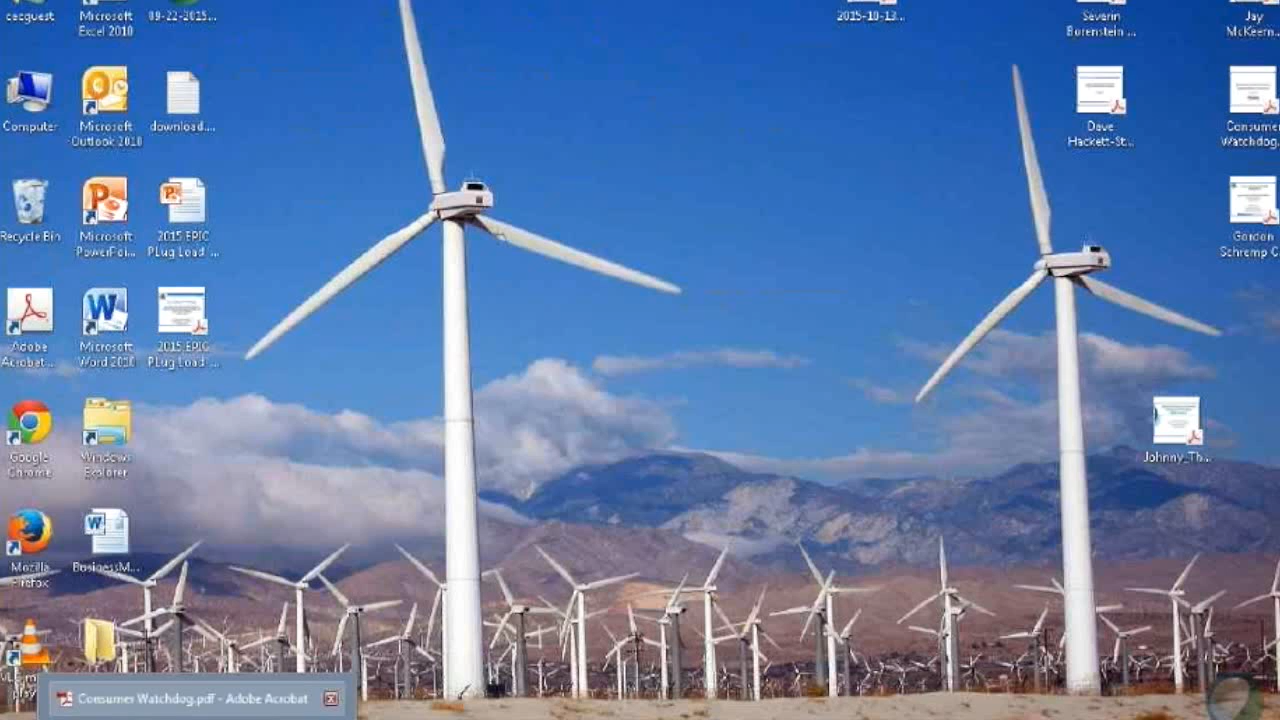 cecguest
Microsoft
Excel 2010
09-22-2015...
2015-10-13...
Severin
Borenstein ...
Jay
McKeem...
Computer
Microsoft
Outlook 2010
download....
Dave
Hackett-St...
Consumer
Watchdog.
Recycle Bin
Microsoft
PowerPoi...
2015 EPIC
PLug Load ...
Gordon
Schremp C
Adobe
Acrobat...
Microsoft
Word 2010
2015 EPIC
PLug Load ...
Google
Chrome
Windows
Explorer
Johnny_Th...
Mozilla
Firefox
BusinessM...
Consumer Watchdog.pdf - Adobe Acrobat